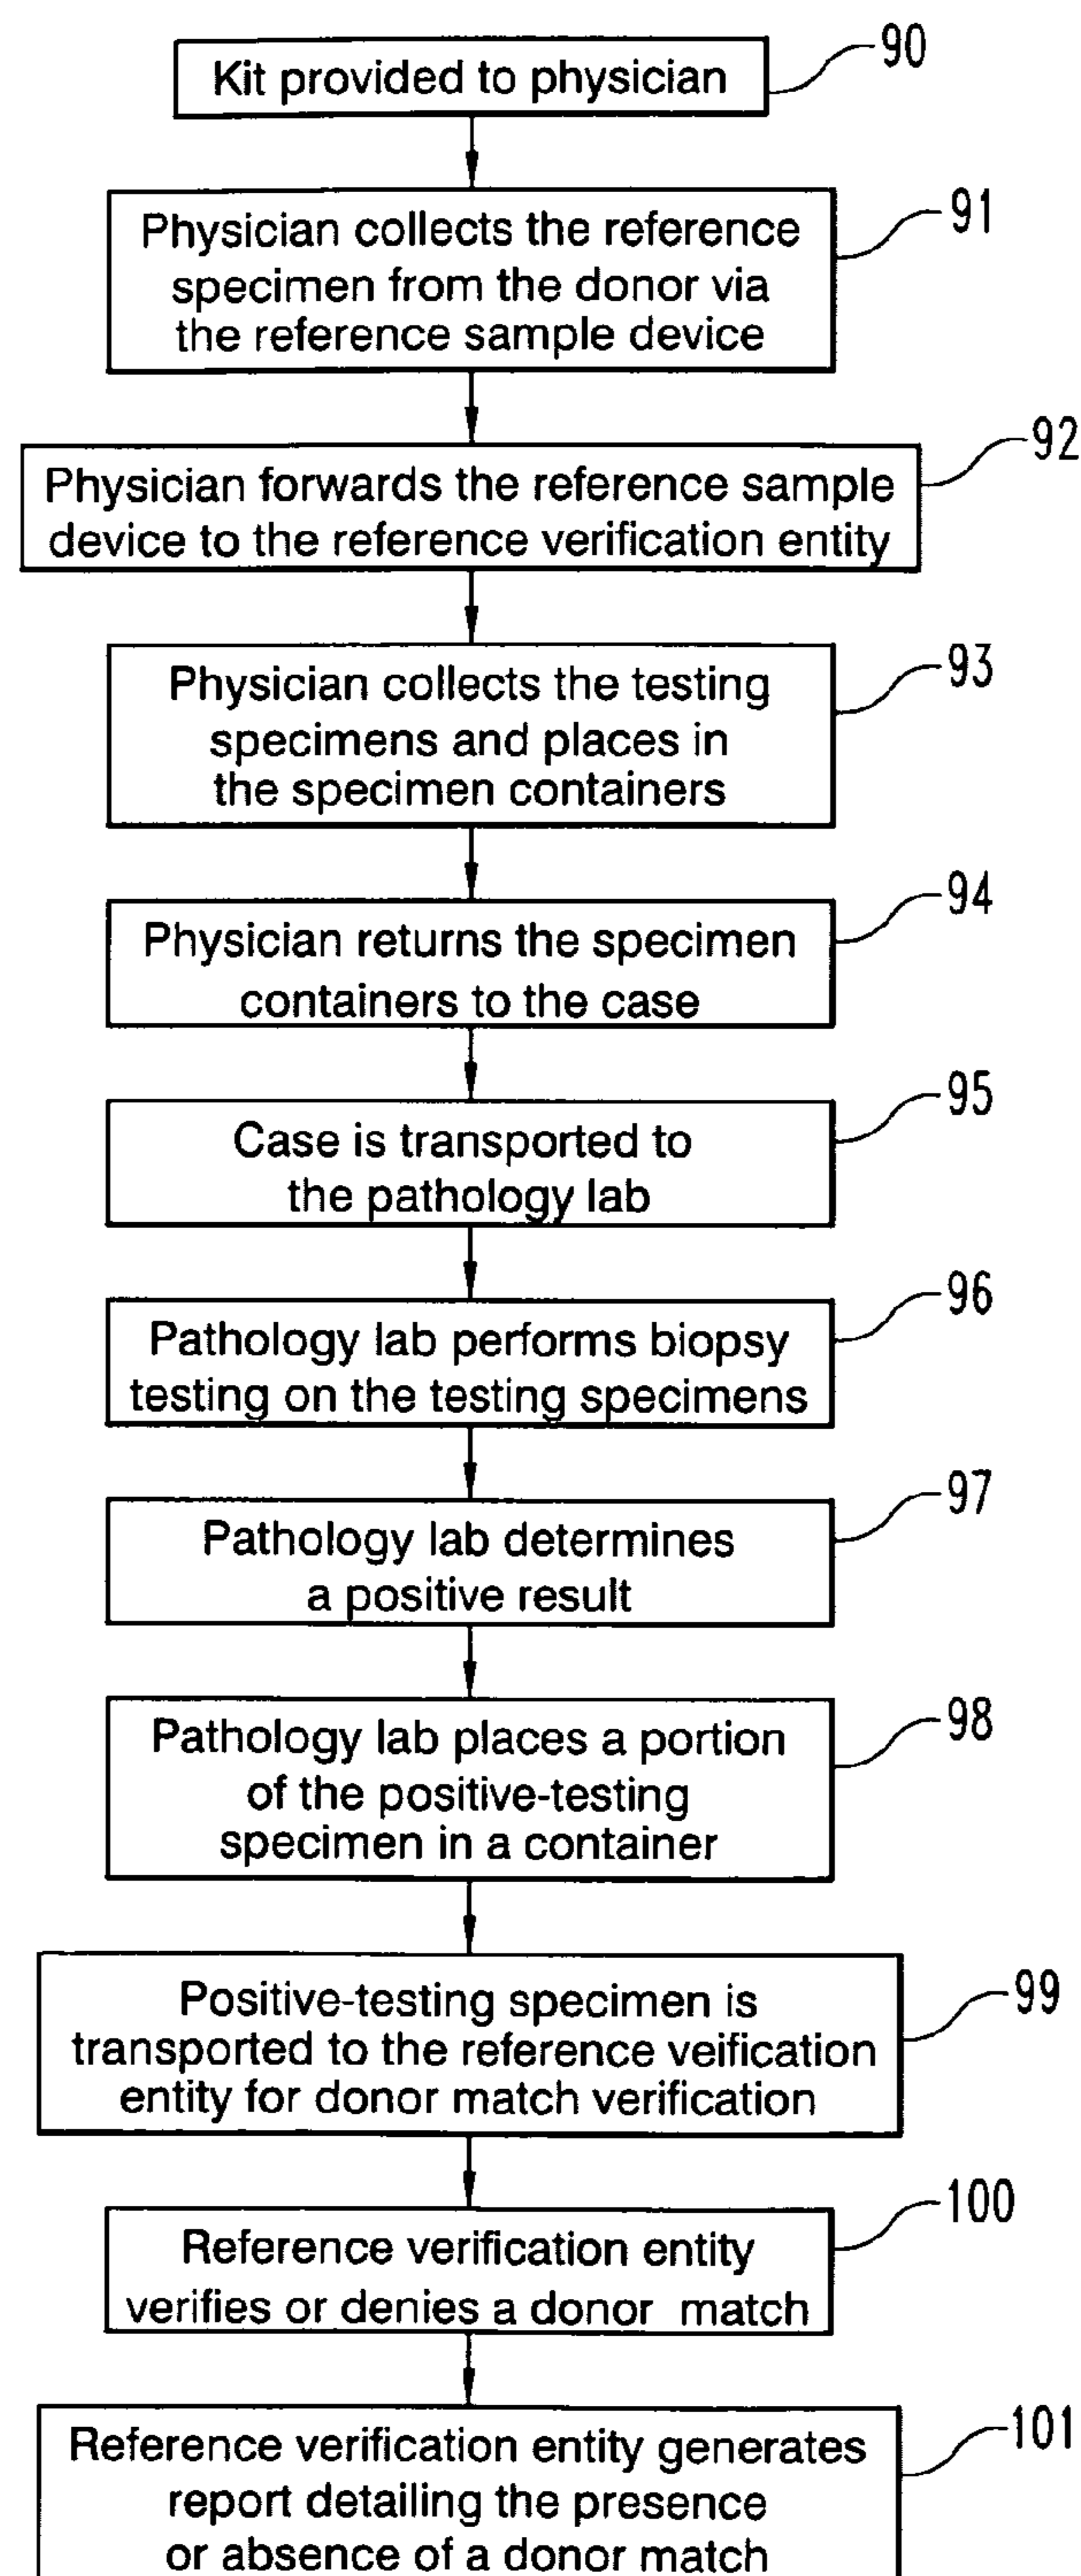 Kit provided to physician
90
Physician collects the reference
specimen from the donor via
the reference sample device
91
Physician forwards the reference sample
device to the reference verification entity
92
Physician collects the testing
specimens and places in
the specimen containers
93
Physician returns the specimen
containers to the case
94
Case is transported to
the pathology lab
95
Pathology lab performs biopsy
testing on the testing specimens
96
Pathology lab determines
a positive result
97
Pathology lab places a portion
of the positive-testing
specimen in a container
98
Positive-testing specimen is
transported to the reference veification
entity for donor match verification
99
Reference verification entity
verifies or denies a donor match
100
Reference verification entity generates
report detailing the presence
or absence of a donor match
101